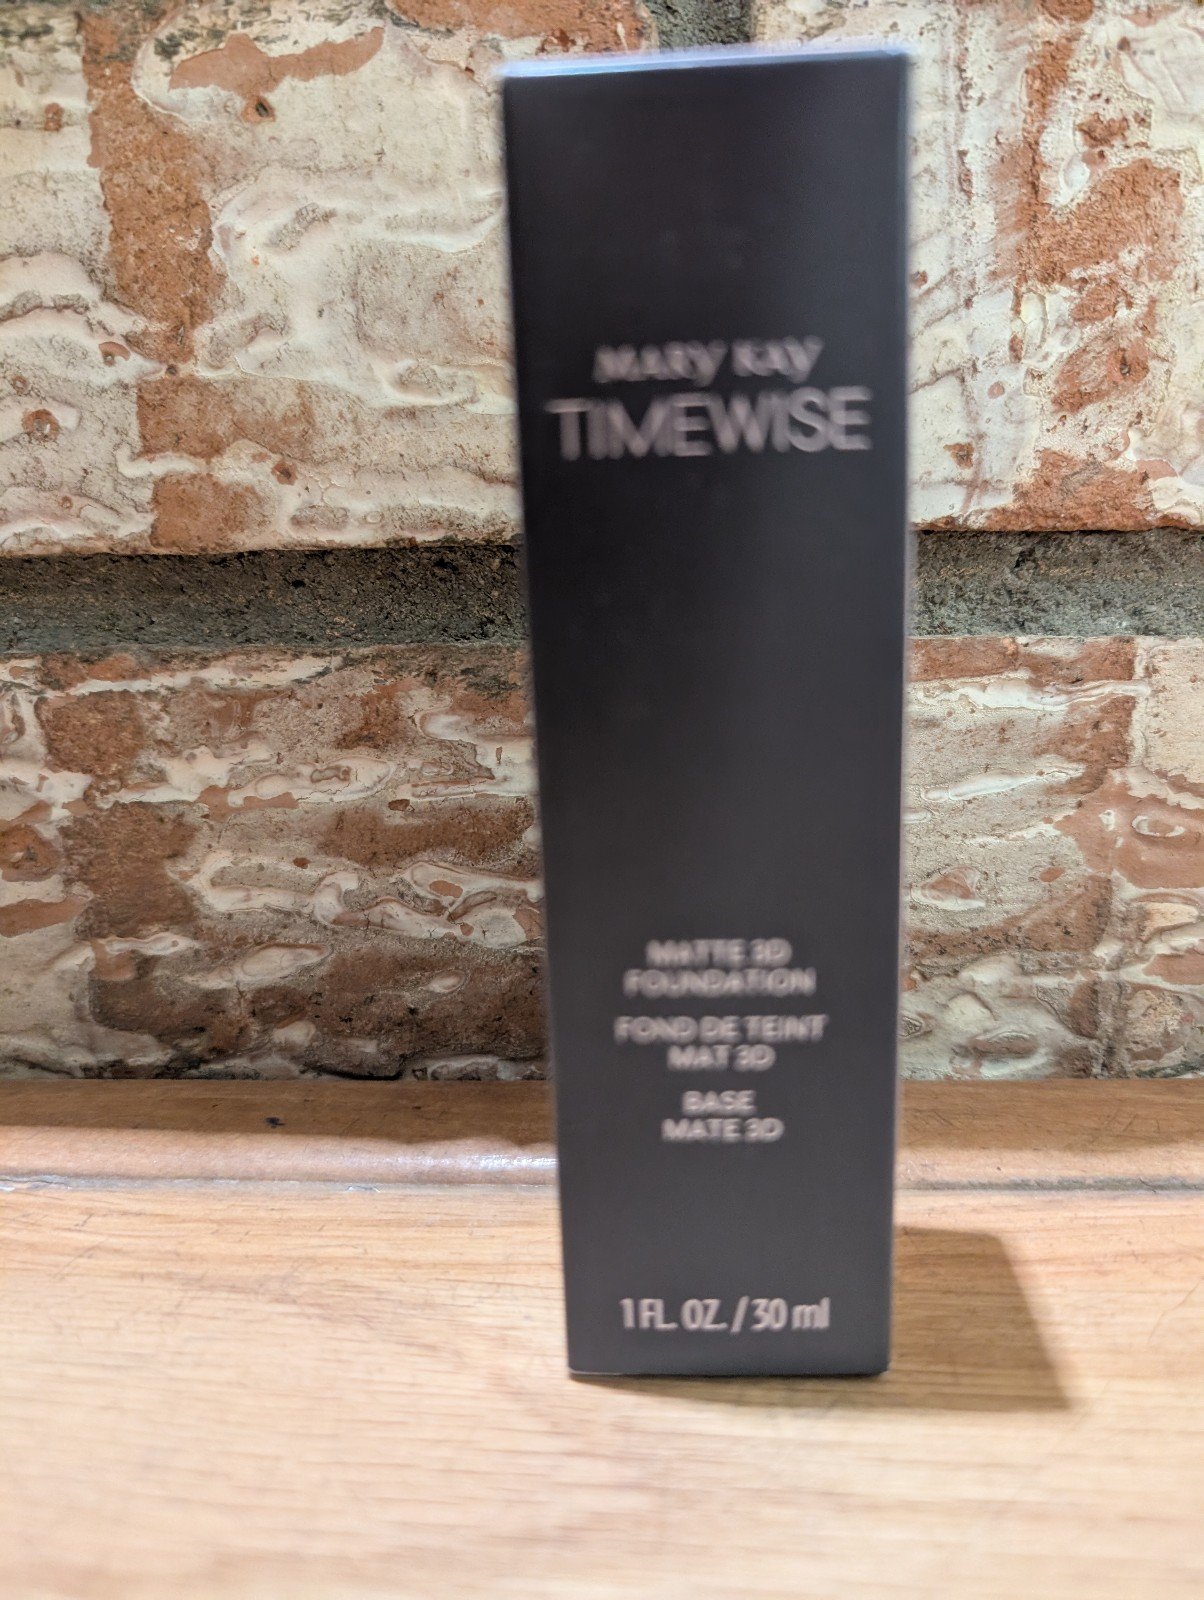 MARY KAY
TIMEWISE
MATTE 3D
FOUNDATION
FOND DE TEINT
MAT 3D
BASE
MATE 3D
1 FL. OZ. / 30 ml